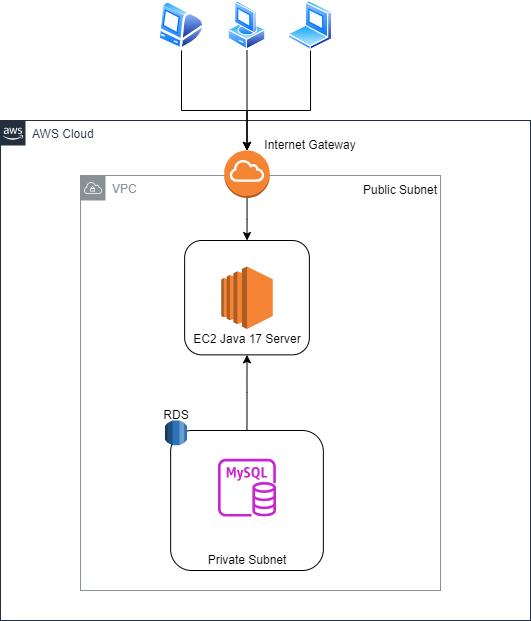 aws
AWS Cloud
Internet Gateway
VPC
Public Subnet
EC2 Java 17 Server
RDS
MySQL
Private Subnet